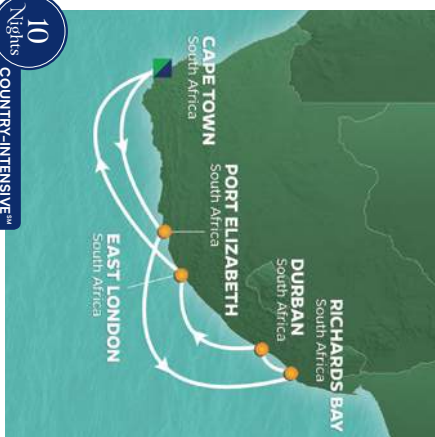 10
Nights
COUNTRY-INTENSIVE℠
CAPE TOWN
South Africa
PORT ELIZABETH
South Africa
EAST LONDON
South Africa
DURBAN
South Africa
RICHARDS BAY
South Africa